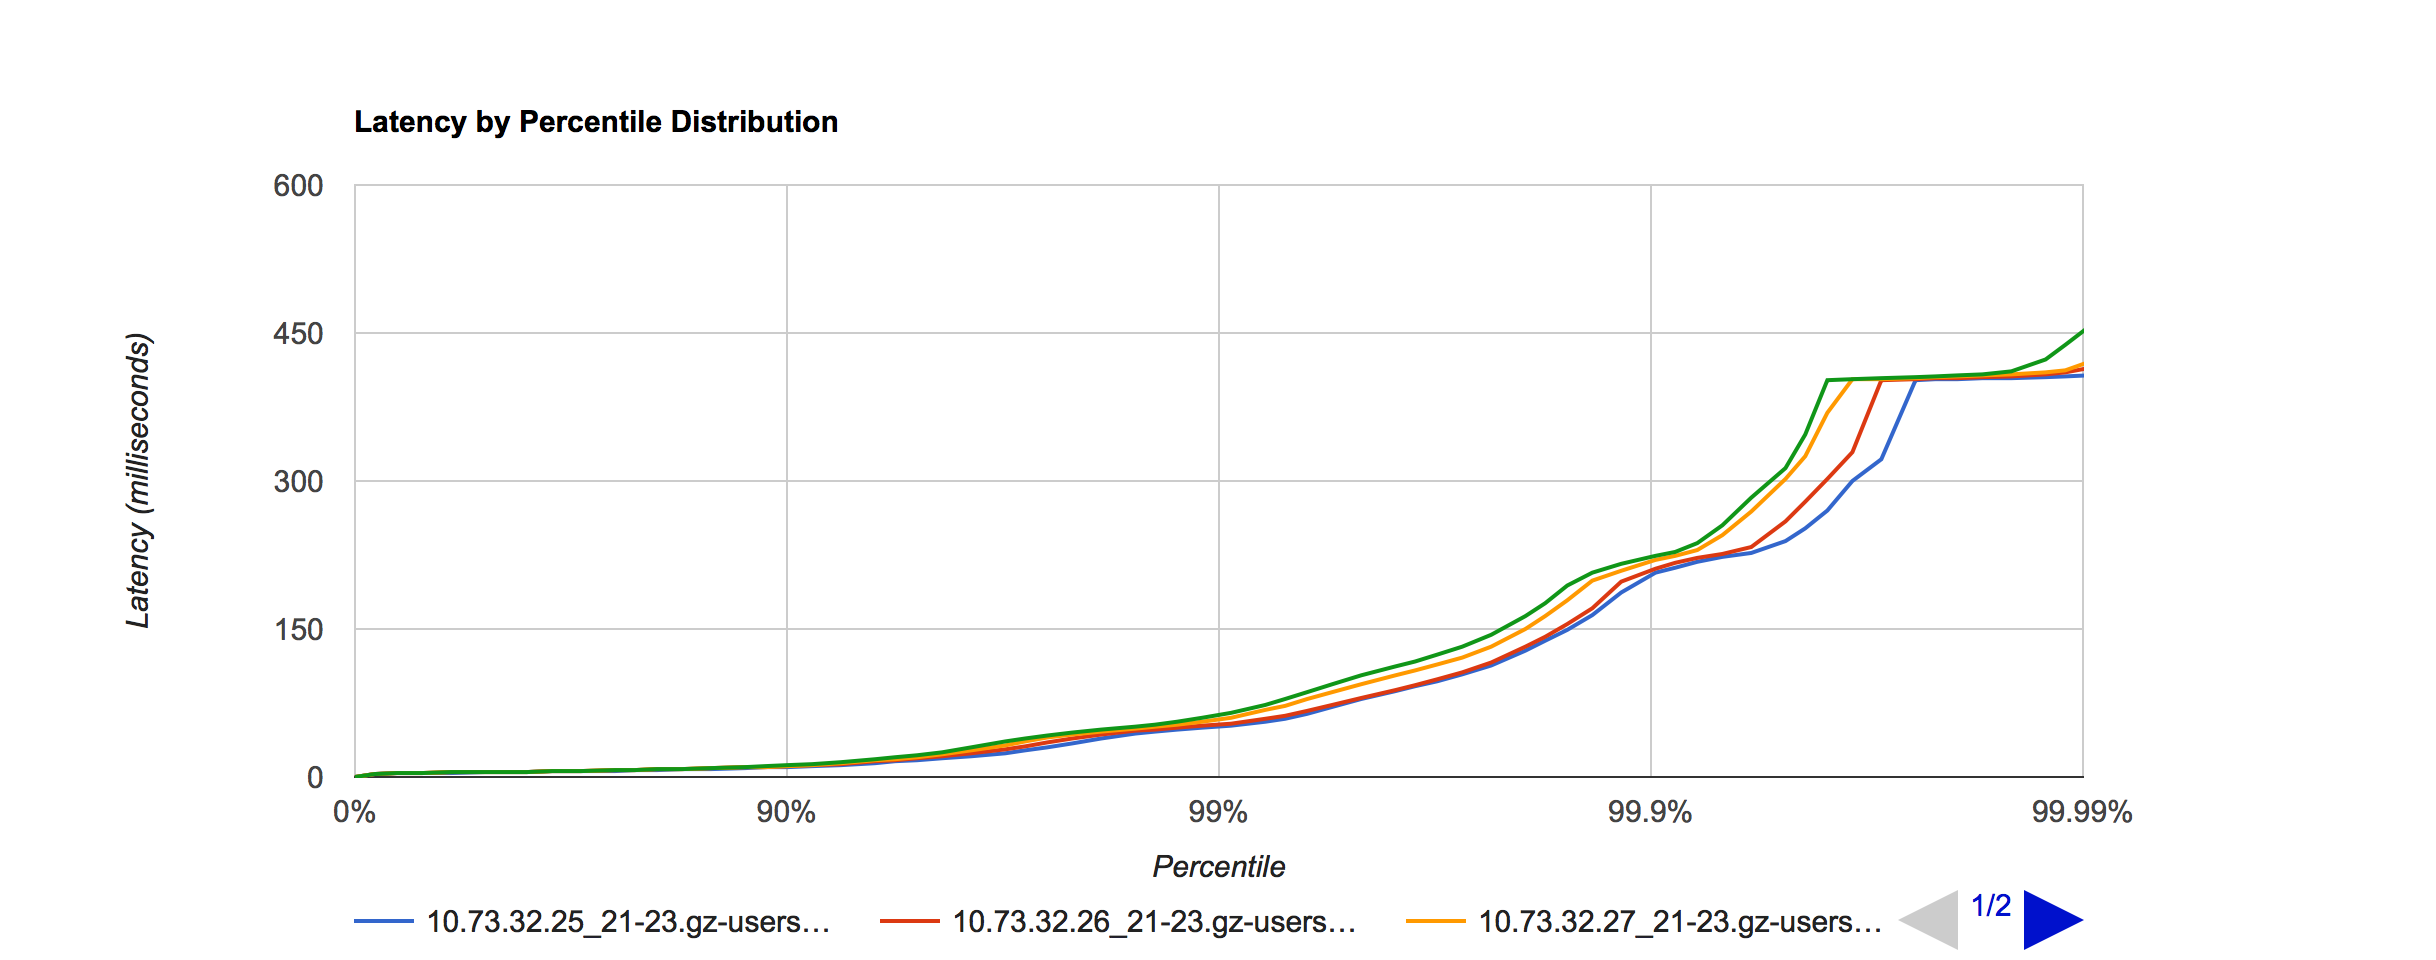 Latency by Percentile Distribution
600
450
300
150
0
Latency (milliseconds)
0% 90% 99% 99.9% 99.99%
Percentile
10.73.32.25_21-23.gz-users… 10.73.32.26_21-23.gz-users… 10.73.32.27_21-23.gz-users… 1/2